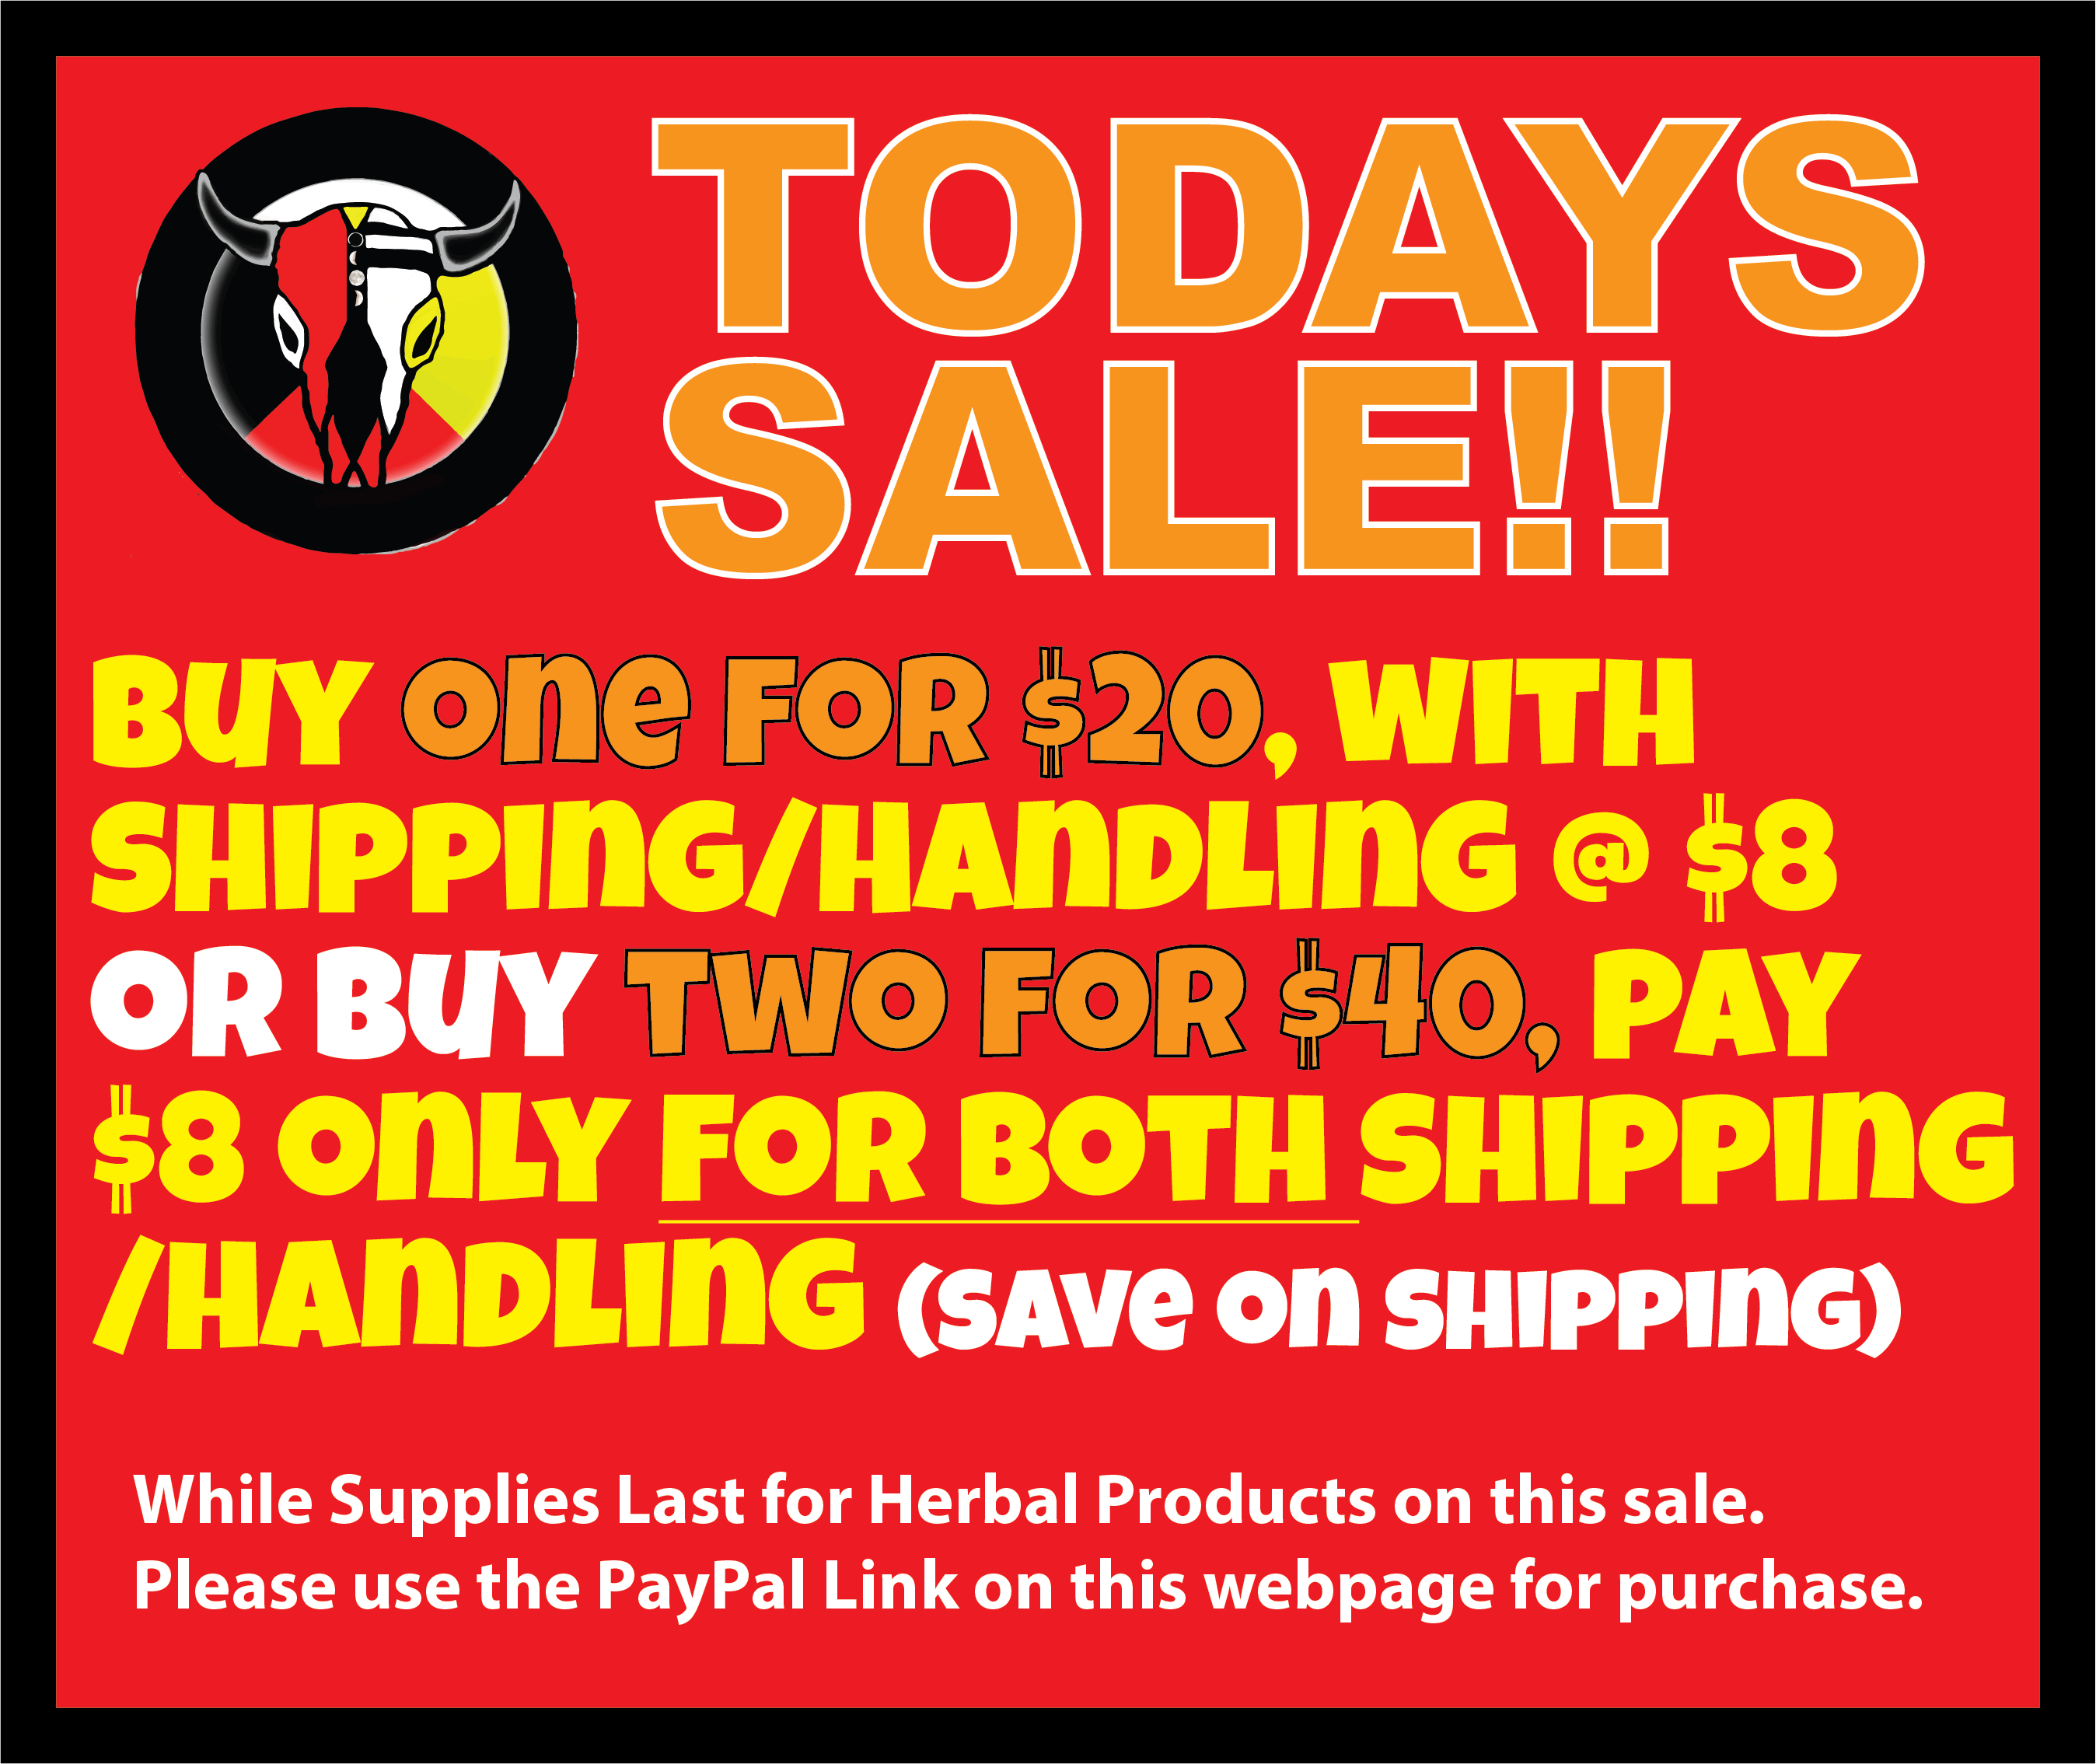 TODAYS
SALE!!
BUY ONE FOR $20, WITH
SHIPPING/HANDLING @ $8
OR BUY TWO FOR $40, PAY
$8 ONLY FOR BOTH SHIPPING
/HANDLING (SAVE ON SHIPPING)
While Supplies Last for Herbal Products on this sale.
Please use the PayPal Link on this webpage for purchase.